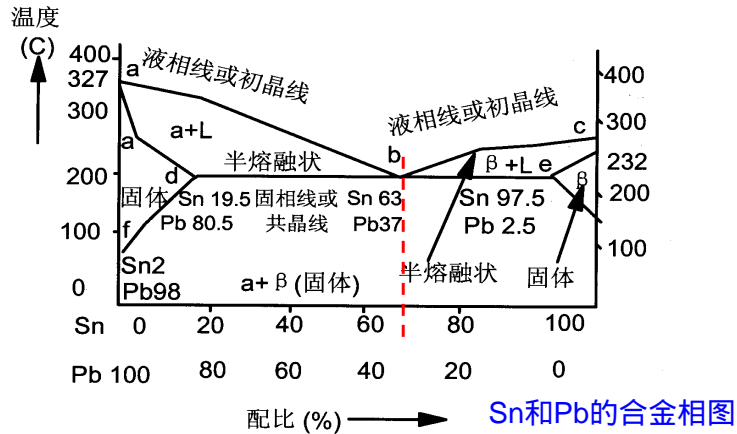 温度
(C)
400
327
300
200
100
0
a
液相线或初晶线
液相线或初晶线
400
300
232
200
100
a
a+L
b
c
半熔融状
β+L e
β
d
固体
Sn 19.5
Pb 80.5
固相线或
共晶线
Sn 63
Pb37
Sn 97.5
Pb 2.5
f
Sn2
Pb98
a+β(固体)
半熔融状
固体
Sn 0 20 40 60 80 100
Pb 100 80 60 40 20 0
配比 (%)
Sn和Pb的合金相图